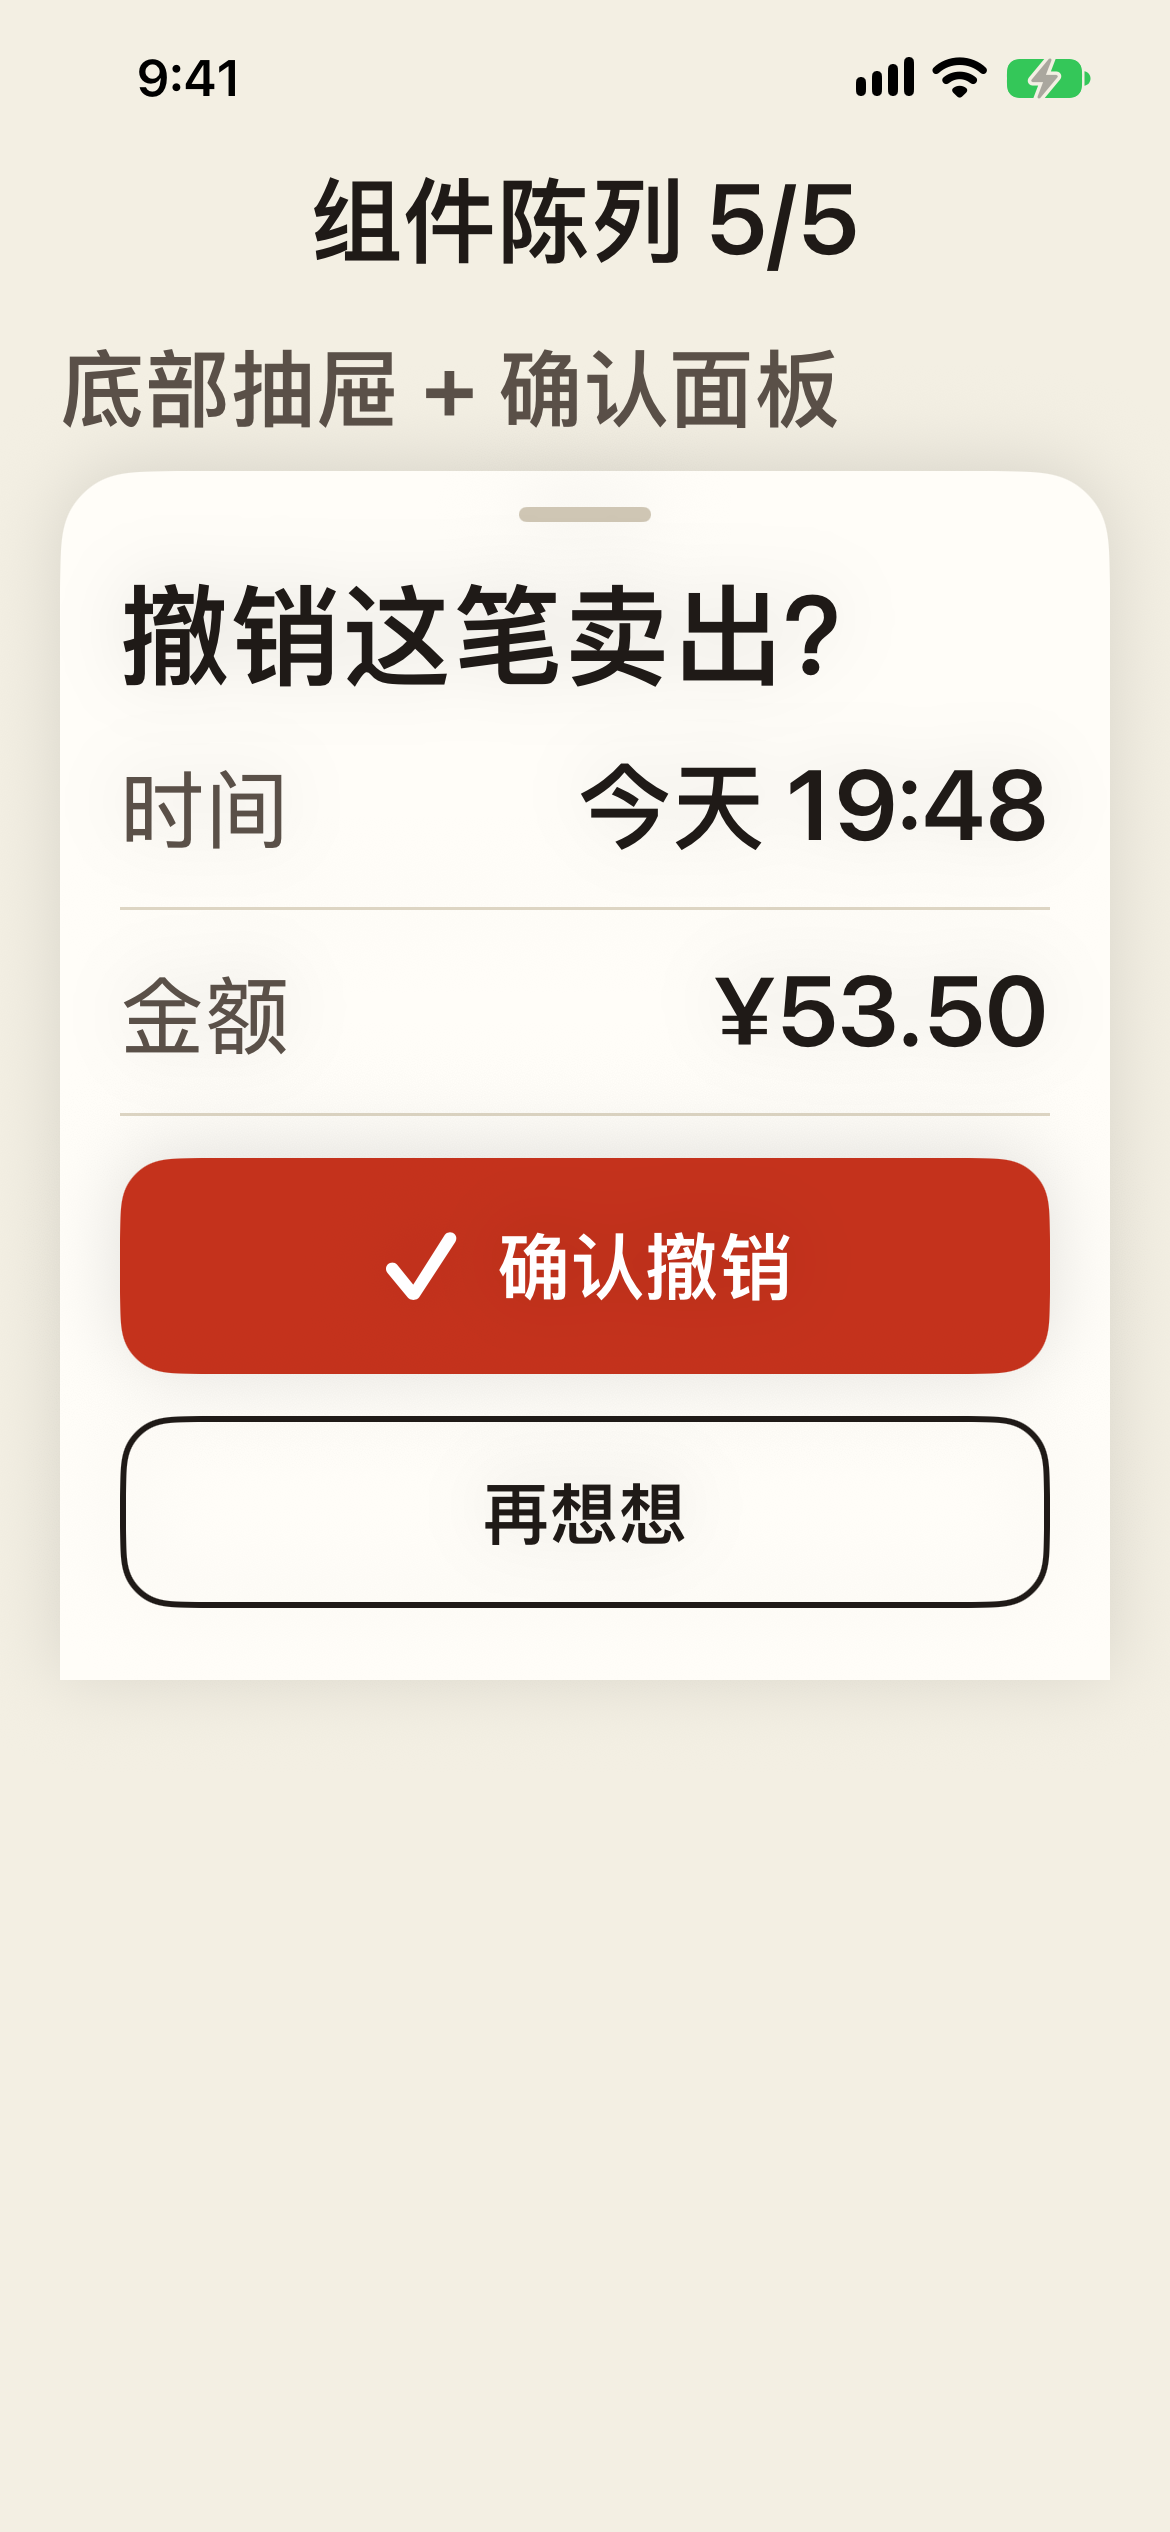 9:41
组件陈列 5/5
底部抽屉 + 确认面板
撤销这笔卖出?
时间 今天 19:48
金额 ¥53.50
确认撤销
再想想